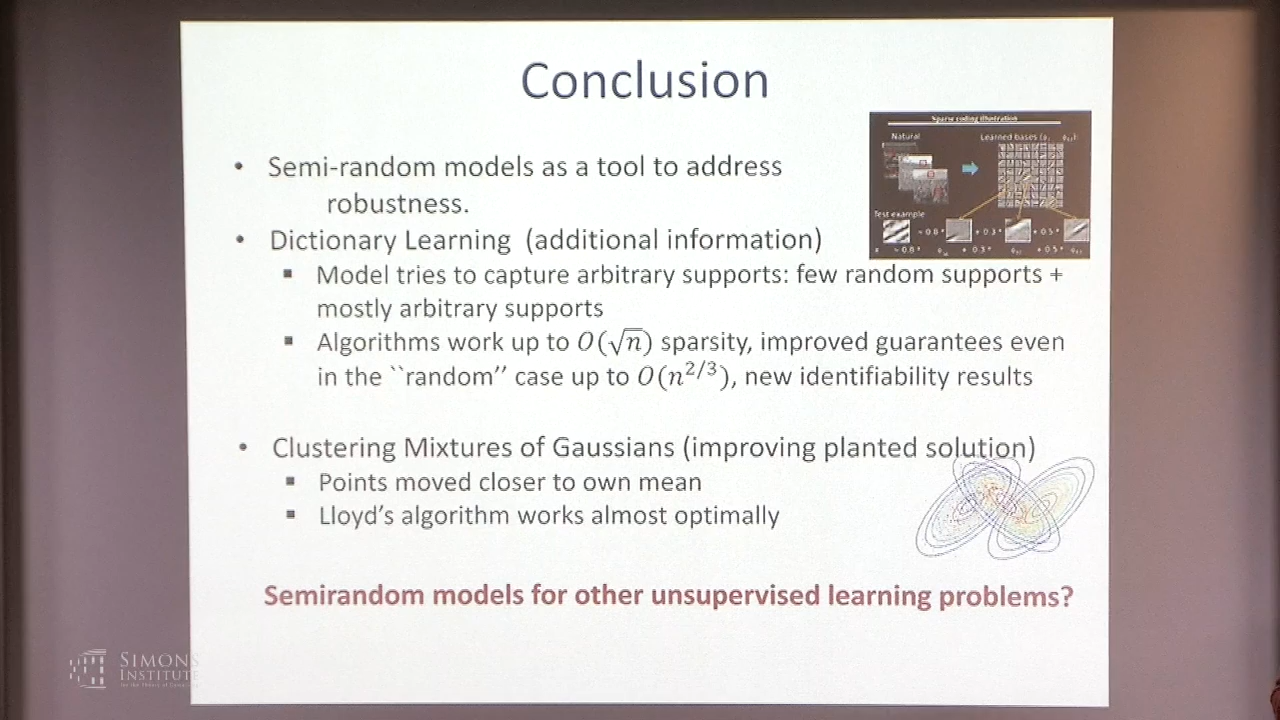 Conclusion
• Semi-random models as a tool to address
robustness.
• Dictionary Learning (additional information)
▪ Model tries to capture arbitrary supports: few random supports +
mostly arbitrary supports
▪ Algorithms work up to O(√n) sparsity, improved guarantees even
in the ``random'' case up to O(n^{2/3}), new identifiability results
• Clustering Mixtures of Gaussians (improving planted solution)
▪ Points moved closer to own mean
▪ Lloyd's algorithm works almost optimally
Semirandom models for other unsupervised learning problems?
Sparse coding illustration
Natural
Learned bases
Test example
SIMONS
INSTITUTE